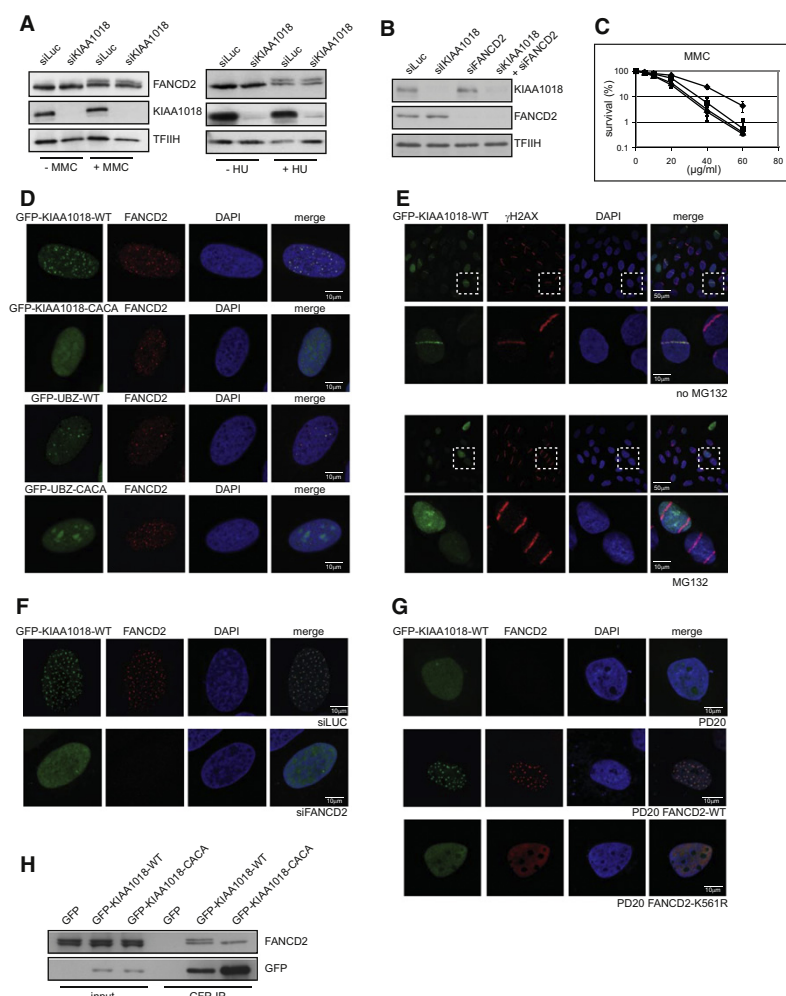 A
siLuc
siKIAA1018
siLuc
siKIAA1018
FANCD2
KIAA1018
TFIIH
- MMC
+ MMC
siLuc
siKIAA1018
siLuc
siKIAA1018
- HU
+ HU
B
siLuc
silKIAA1018
siFANCD2
siKIAA1018
+ siFANCD2
KIAA1018
FANCD2
TFIIH
C
MMC
survival (%)
100
10
1
0.1
0
20
40
60
80
(μg/ml)
D
GFP-KIAA1018-WT
FANCD2
DAPI
merge
10μm
GFP-KIAA1018-CACA
FANCD2
DAPI
merge
10μm
GFP-UBZ-WT
FANCD2
DAPI
merge
10μm
GFP-UBZ-CACA
FANCD2
DAPI
merge
10μm
E
GFP-KIAA1018-WT
γH2AX
DAPI
merge
50μm
10μm
no MG132
50μm
10μm
MG132
F
GFP-KIAA1018-WT
FANCD2
DAPI
merge
10μm
siLUC
10μm
siFANCD2
G
GFP-KIAA1018-WT
FANCD2
DAPI
merge
10μm
PD20
10μm
PD20 FANCD2-WT
10μm
PD20 FANCD2-K561R
H
GFP
GFP-KIAA1018-WT
GFP-KIAA1018-CACA
GFP
GFP-KIAA1018-WT
GFP-KIAA1018-CACA
FANCD2
GFP
input
GFP-IP